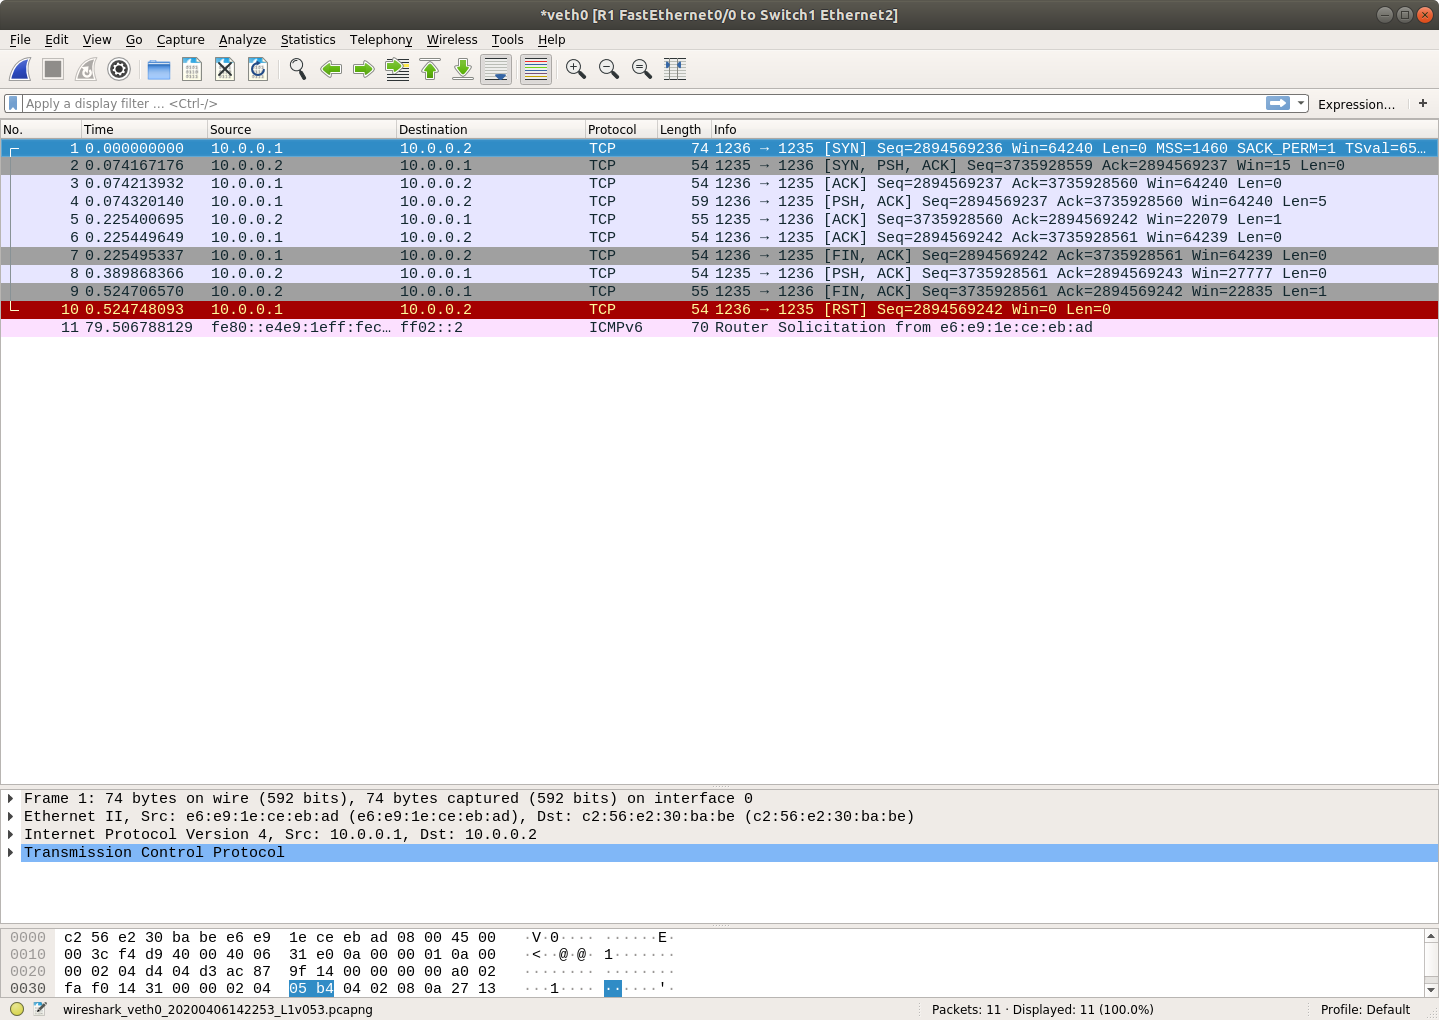 *veth0 [R1 FastEthernet0/0 to Switch1 Ethernet2]
File Edit View Go Capture Analyze Statistics Telephony Wireless Tools Help
Apply a display filter … <Ctrl-/> Expression… +
No. Time Source Destination Protocol Length Info
1 0.000000000 10.0.0.1 10.0.0.2 TCP 74 1236 → 1235 [SYN] Seq=2894569236 Win=64240 Len=0 MSS=1460 SACK_PERM=1 TSval=65…
2 0.074167176 10.0.0.2 10.0.0.1 TCP 54 1235 → 1236 [SYN, PSH, ACK] Seq=3735928559 Ack=2894569237 Win=15 Len=0
3 0.074213932 10.0.0.1 10.0.0.2 TCP 54 1236 → 1235 [ACK] Seq=2894569237 Ack=3735928560 Win=64240 Len=0
4 0.074320140 10.0.0.1 10.0.0.2 TCP 59 1236 → 1235 [PSH, ACK] Seq=2894569237 Ack=3735928560 Win=64240 Len=5
5 0.225400695 10.0.0.2 10.0.0.1 TCP 55 1235 → 1236 [ACK] Seq=3735928560 Ack=2894569242 Win=22079 Len=1
6 0.225449649 10.0.0.1 10.0.0.2 TCP 54 1236 → 1235 [ACK] Seq=2894569242 Ack=3735928561 Win=64239 Len=0
7 0.225495337 10.0.0.1 10.0.0.2 TCP 54 1236 → 1235 [FIN, ACK] Seq=2894569242 Ack=3735928561 Win=64239 Len=0
8 0.389868366 10.0.0.2 10.0.0.1 TCP 54 1235 → 1236 [PSH, ACK] Seq=3735928561 Ack=2894569243 Win=27777 Len=0
9 0.524706570 10.0.0.2 10.0.0.1 TCP 55 1235 → 1236 [FIN, ACK] Seq=3735928561 Ack=2894569242 Win=22835 Len=1
10 0.524748093 10.0.0.1 10.0.0.2 TCP 54 1236 → 1235 [RST] Seq=2894569242 Win=0 Len=0
11 79.506788129 fe80::e4e9:1eff:fec… ff02::2 ICMPv6 70 Router Solicitation from e6:e9:1e:ce:eb:ad
Frame 1: 74 bytes on wire (592 bits), 74 bytes captured (592 bits) on interface 0
Ethernet II, Src: e6:e9:1e:ce:eb:ad (e6:e9:1e:ce:eb:ad), Dst: c2:56:e2:30:ba:be (c2:56:e2:30:ba:be)
Internet Protocol Version 4, Src: 10.0.0.1, Dst: 10.0.0.2
Transmission Control Protocol
0000 c2 56 e2 30 ba be e6 e9 1e ce eb ad 08 00 45 00 ·V·0···· ······E·
0010 00 3c f4 d9 40 00 40 06 31 e0 0a 00 00 01 0a 00 ·<··@·@· 1·······
0020 00 02 04 d4 04 d3 ac 87 9f 14 00 00 00 00 a0 02 ········ ········
0030 fa f0 14 31 00 00 02 04 05 b4 04 02 08 0a 27 13 ···1···· ······'·
wireshark_veth0_20200406142253_L1v053.pcapng Packets: 11 · Displayed: 11 (100.0%) Profile: Default